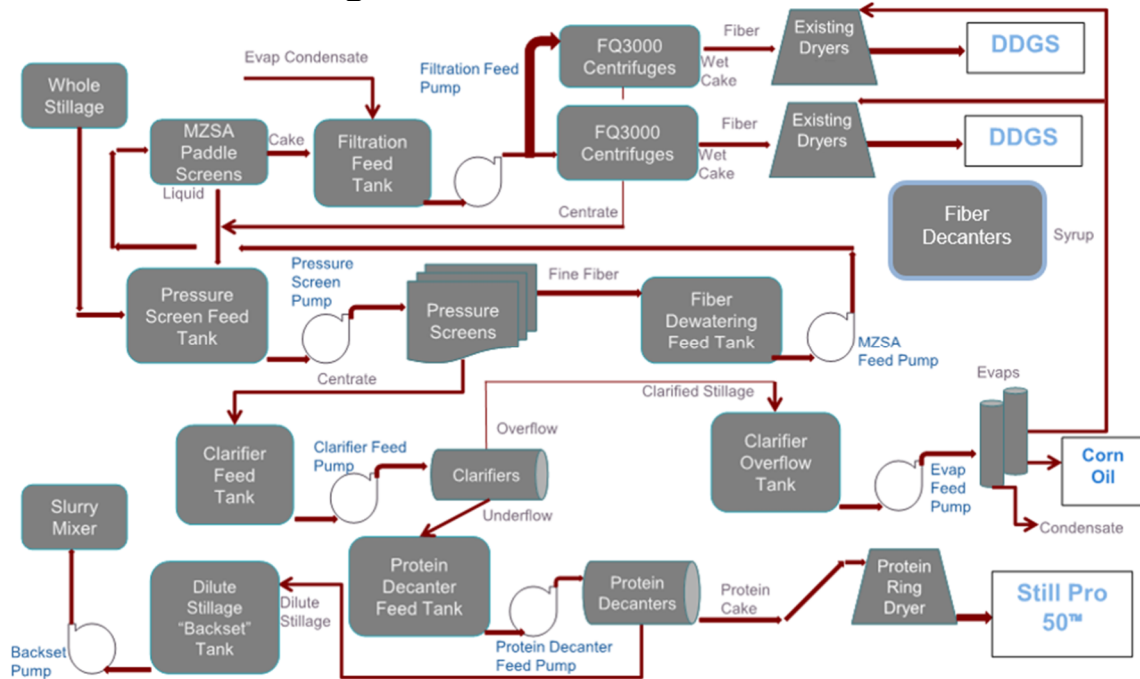 Evap Condensate
Whole
Stillage
MZSA
Paddle
Screens
Cake
Liquid
Filtration
Feed
Tank
Filtration Feed
Pump
FQ3000
Centrifuges
Fiber
Wet
Cake
Existing
Dryers
DDGS
FQ3000
Centrifuges
Fiber
Wet
Cake
Existing
Dryers
DDGS
Centrate
Fiber
Decanters
Syrup
Pressure
Screen Feed
Tank
Pressure
Screen
Pump
Pressure
Screens
Fine Fiber
Fiber
Dewatering
Feed Tank
MZSA
Feed Pump
Centrate
Clarifier
Feed
Tank
Clarifier Feed
Pump
Overflow
Clarifiers
Underflow
Clarified Stillage
Clarifier
Overflow
Tank
Evap
Feed
Pump
Evaps
Corn
Oil
Condensate
Slurry
Mixer
Backset
Pump
Dilute
Stillage
“Backset”
Tank
Dilute
Stillage
Protein
Decanter
Feed Tank
Protein Decanter
Feed Pump
Protein
Decanters
Protein
Cake
Protein
Ring
Dryer
Still Pro
50™